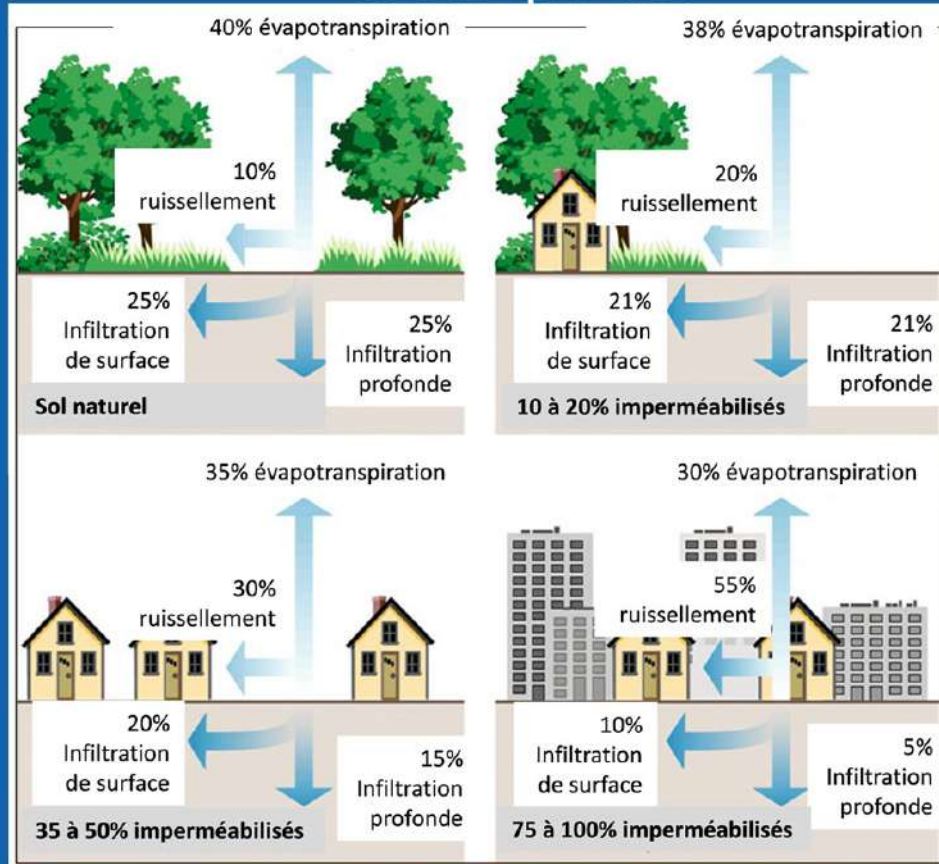 40% évapotranspiration
10%
ruissellement
25%
Infiltration
de surface
25%
Infiltration
profonde
Sol naturel
38% évapotranspiration
20%
ruissellement
21%
Infiltration
de surface
21%
Infiltration
profonde
10 à 20% imperméabilisés
35% évapotranspiration
30%
ruissellement
20%
Infiltration
de surface
15%
Infiltration
profonde
35 à 50% imperméabilisés
30% évapotranspiration
55%
ruissellement
10%
Infiltration
de surface
5%
Infiltration
profonde
75 à 100% imperméabilisés